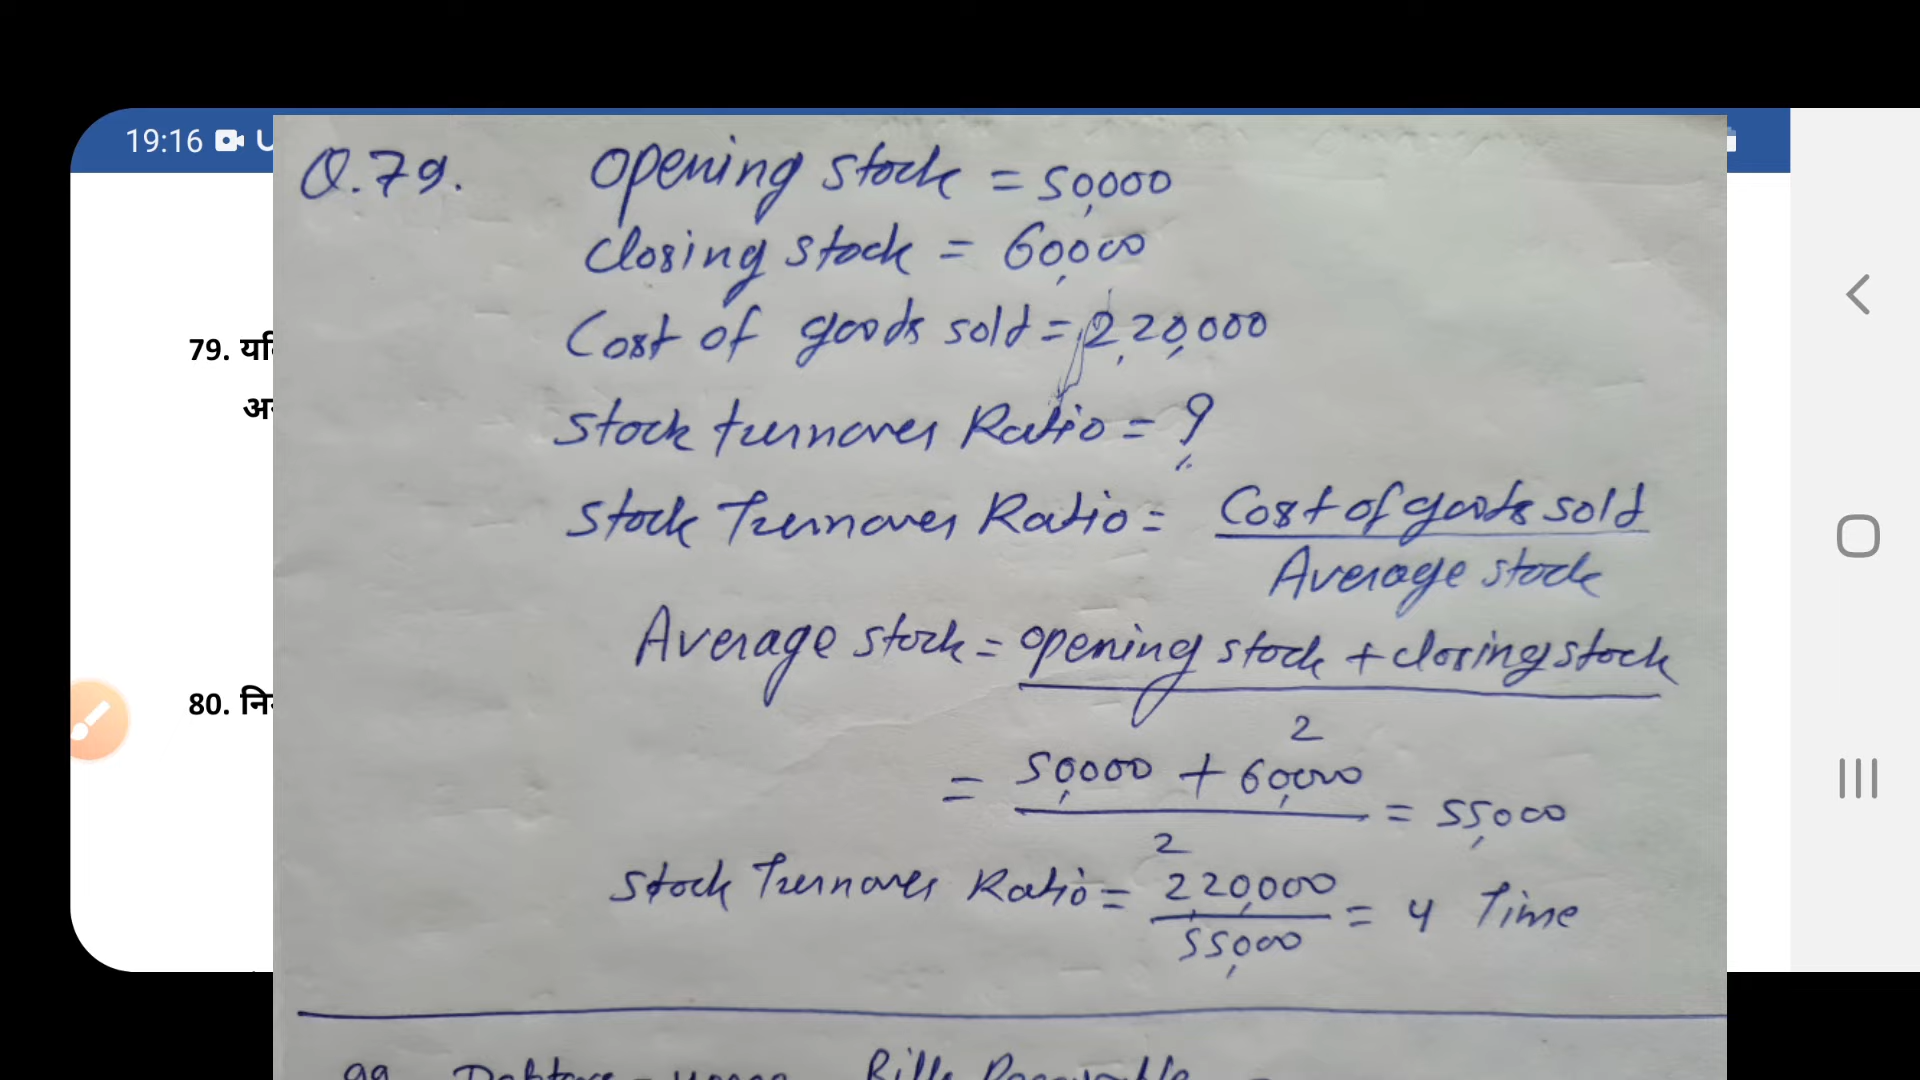 19:16
Q.79. Opening stock = 50,000
Closing stock = 60,000
Cost of goods sold = 2,20,000
Stock turnover Ratio = ?
Stock Turnover Ratio = Cost of goods sold
Average stock
Average stock = opening stock + closing stock
2
= 50,000 + 60,000
2
= 55,000
Stock Turnover Ratio = 2,20,000
55,000
= 4 Time
79.
80.